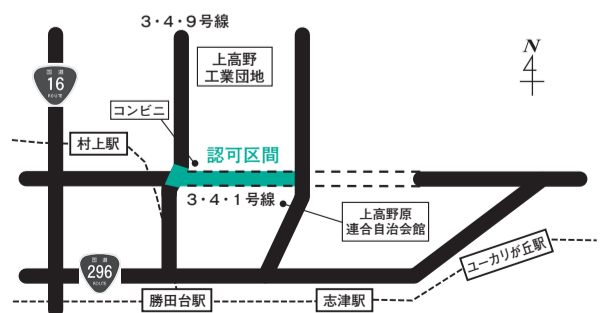 3・4・9号線
上高野
工業団地
N
国道
16
ROUTE
コンビニ
村上駅
認可区間
3・4・1号線
上高野原
連合自治会館
国道
296
ROUTE
ユーカリが丘駅
勝田台駅
志津駅